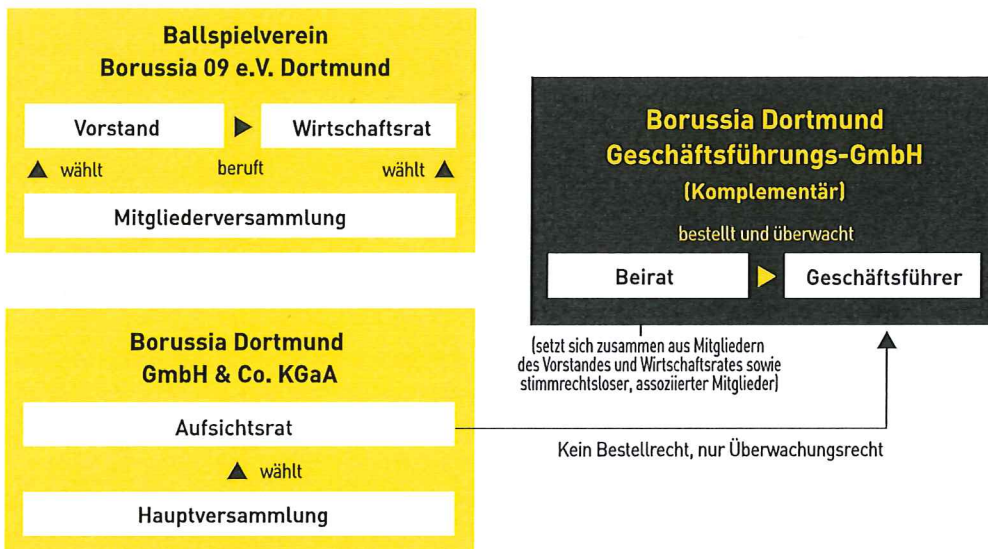 Ballspielverein
Borussia 09 e.V. Dortmund
Vorstand
Wirtschaftsrat
wählt
beruft
wählt
Mitgliederversammlung
Borussia Dortmund
Geschäftsführungs-GmbH
(Komplementär)
bestellt und überwacht
Beirat
Geschäftsführer
(setzt sich zusammen aus Mitgliedern
des Vorstandes und Wirtschaftsrates sowie
stimmrechtsloser, assoziierter Mitglieder)
Borussia Dortmund
GmbH & Co. KGaA
Aufsichtsrat
Kein Bestellrecht, nur Überwachungsrecht
wählt
Hauptversammlung